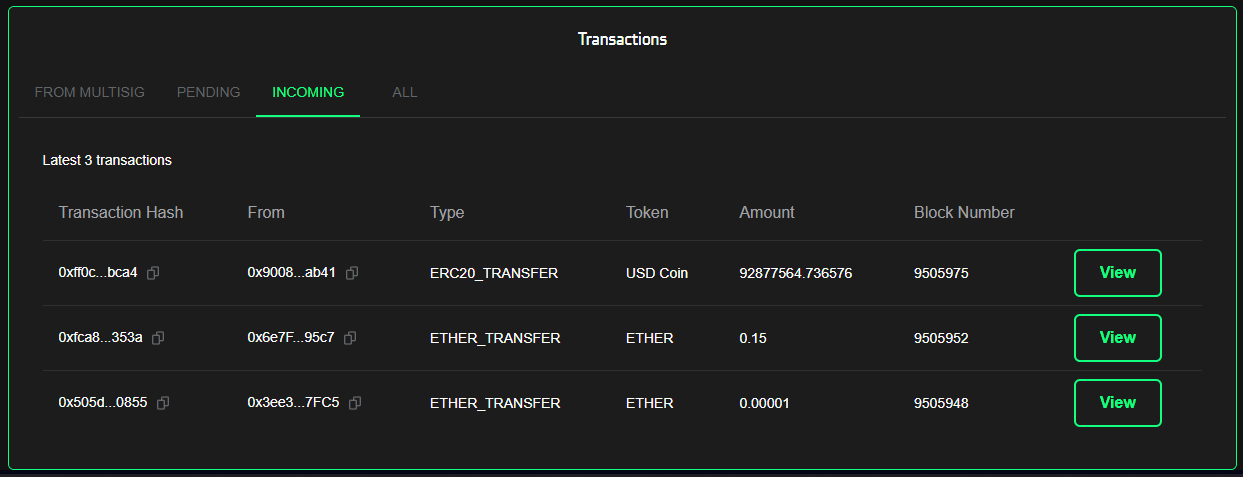 Transactions
FROM MULTISIG PENDING INCOMING ALL
Latest 3 transactions
Transaction Hash From Type Token Amount Block Number
0xff0c...bca4 0x9008...ab41 ERC20_TRANSFER USD Coin 92877564.736576 9505975 View
0xfca8...353a 0x6e7F...95c7 ETHER_TRANSFER ETHER 0.15 9505952 View
0x505d...0855 0x3ee3...7FC5 ETHER_TRANSFER ETHER 0.00001 9505948 View